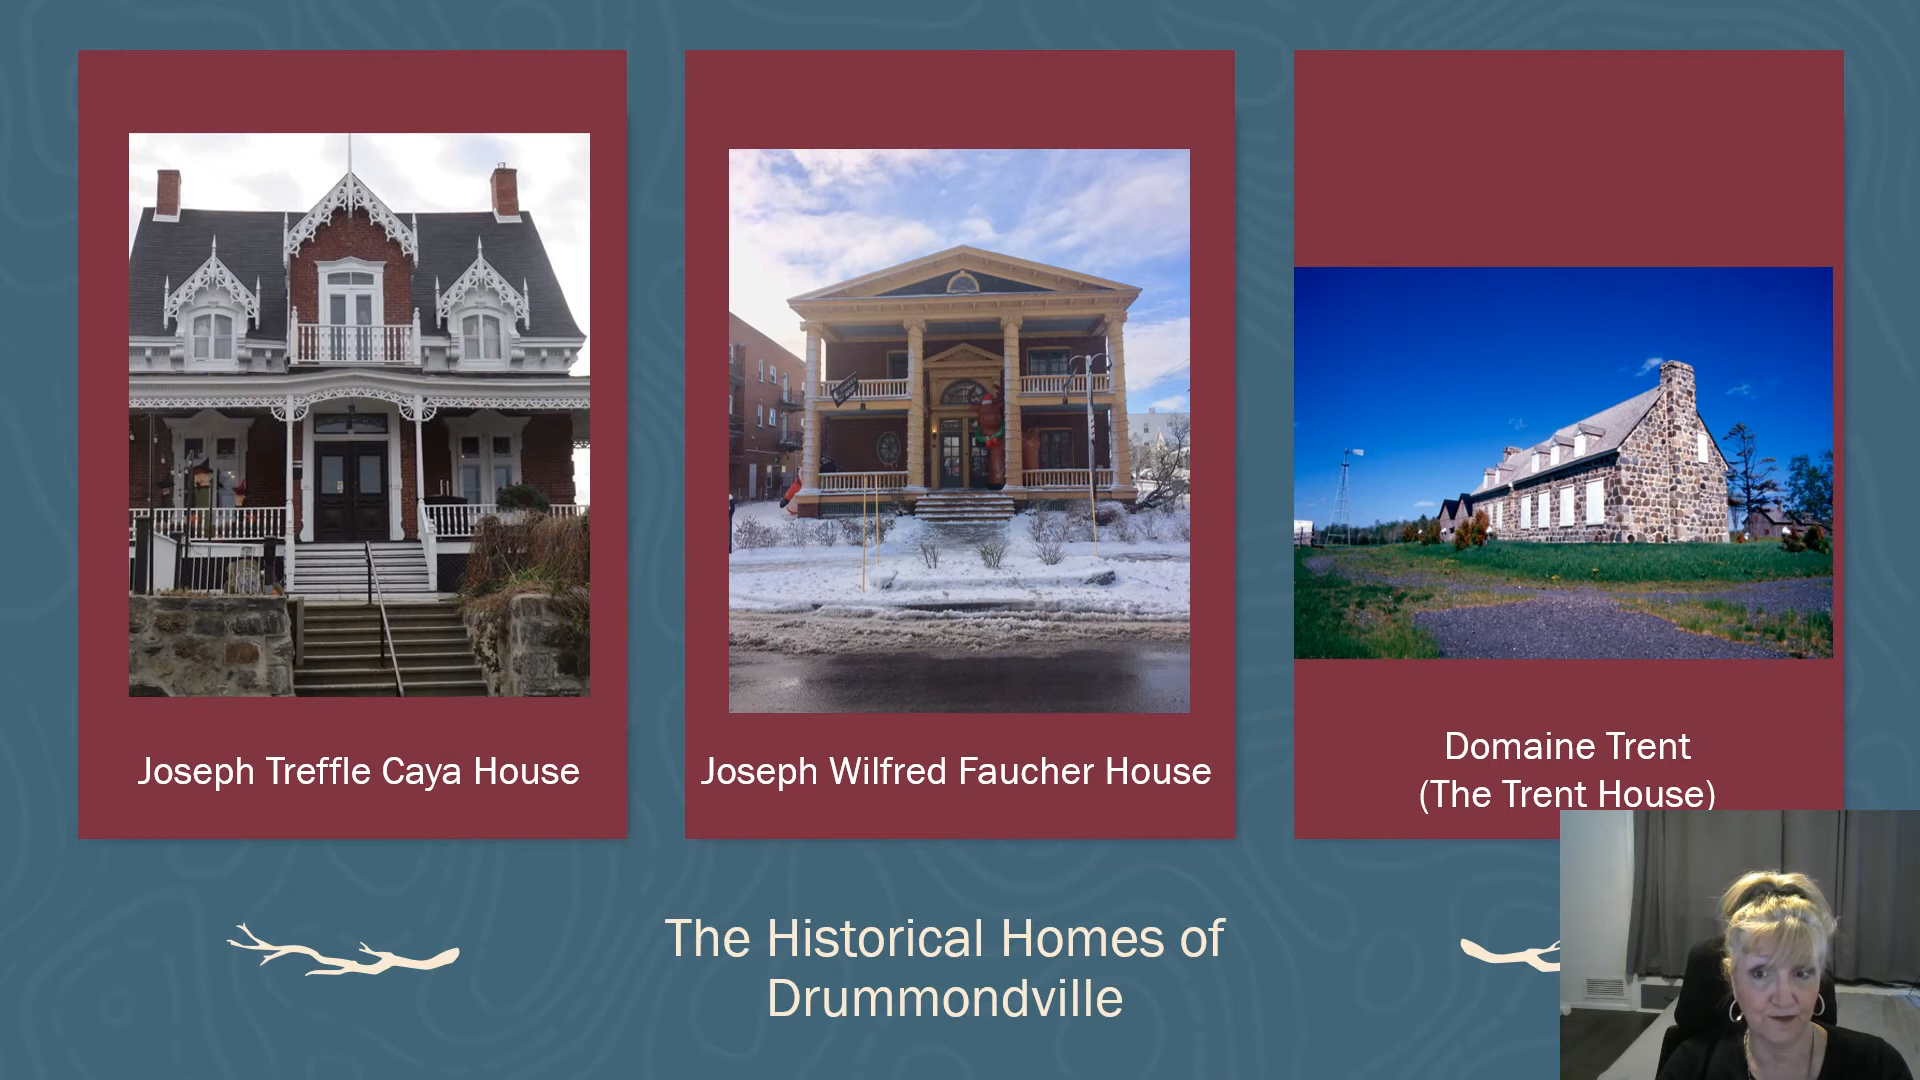 Joseph Treffle Caya House
Joseph Wilfred Faucher House
Domaine Trent
(The Trent House)
The Historical Homes of
Drummondville